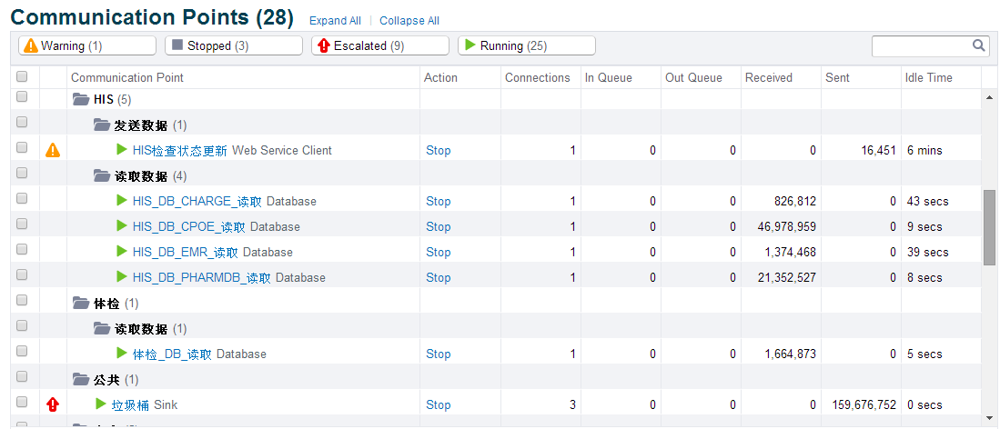 Communication Points (28) Expand All Collapse All
Warning (1) Stopped (3) Escalated (9) Running (25)
Communication Point Action Connections In Queue Out Queue Received Sent Idle Time
HIS (5)
发送数据 (1)
HIS检查状态更新 Web Service Client Stop 1 0 0 0 16,451 6 mins
读取数据 (4)
HIS_DB_CHARGE_读取 Database Stop 1 0 0 826,812 0 43 secs
HIS_DB_CPOE_读取 Database Stop 1 0 0 46,978,959 0 9 secs
HIS_DB_EMR_读取 Database Stop 1 0 0 1,374,468 0 39 secs
HIS_DB_PHARMDB_读取 Database Stop 1 0 0 21,352,527 0 8 secs
体检 (1)
读取数据 (1)
体检_DB_读取 Database Stop 1 0 0 1,664,873 0 5 secs
公共 (1)
垃圾桶 Sink Stop 3 0 0 0 159,676,752 0 secs